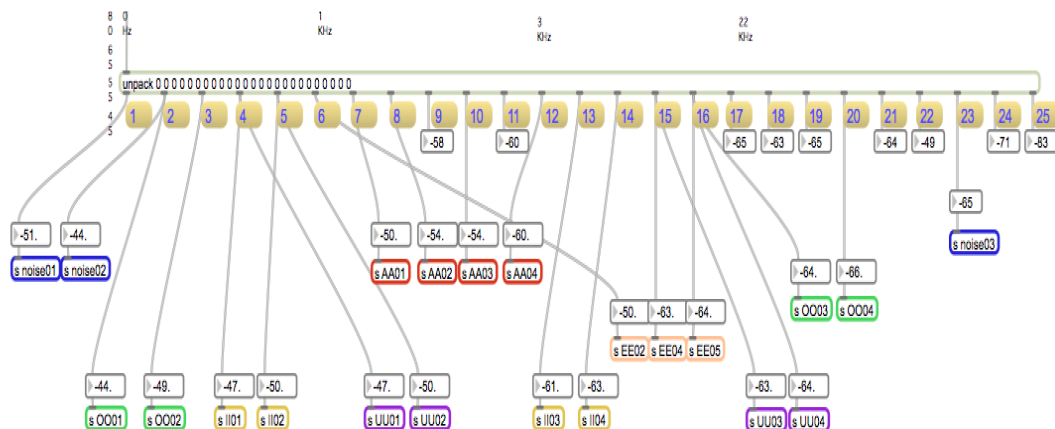 8 0 1 3 22
0 Hz KHz KHz KHz
6
5
5 unpack 0 0 0 0 0 0 0 0 0 0 0 0 0 0 0 0 0 0 0 0 0 0 0 0 0
5
4
5
1 2 3 4 5 6 7 8 9 10 11 12 13 14 15 16 17 18 19 20 21 22 23 24 25
-58 -60 -65 -63 -65 -64 -49 -71 -83
-65
-51. -44. -50. -54. -54. -60.
s noise03
s noise01 s noise02 s AA01 s AA02 s AA03 s AA04
-64. -66.
s OO03 s OO04
-50. -63. -64.
s EE02 s EE04 s EE05
-44. -49. -47. -50. -47. -50. -61. -63. -63. -64.
s OO01 s OO02 s II01 s II02 s UU01 s UU02 s II03 s II04 s UU03 s UU04